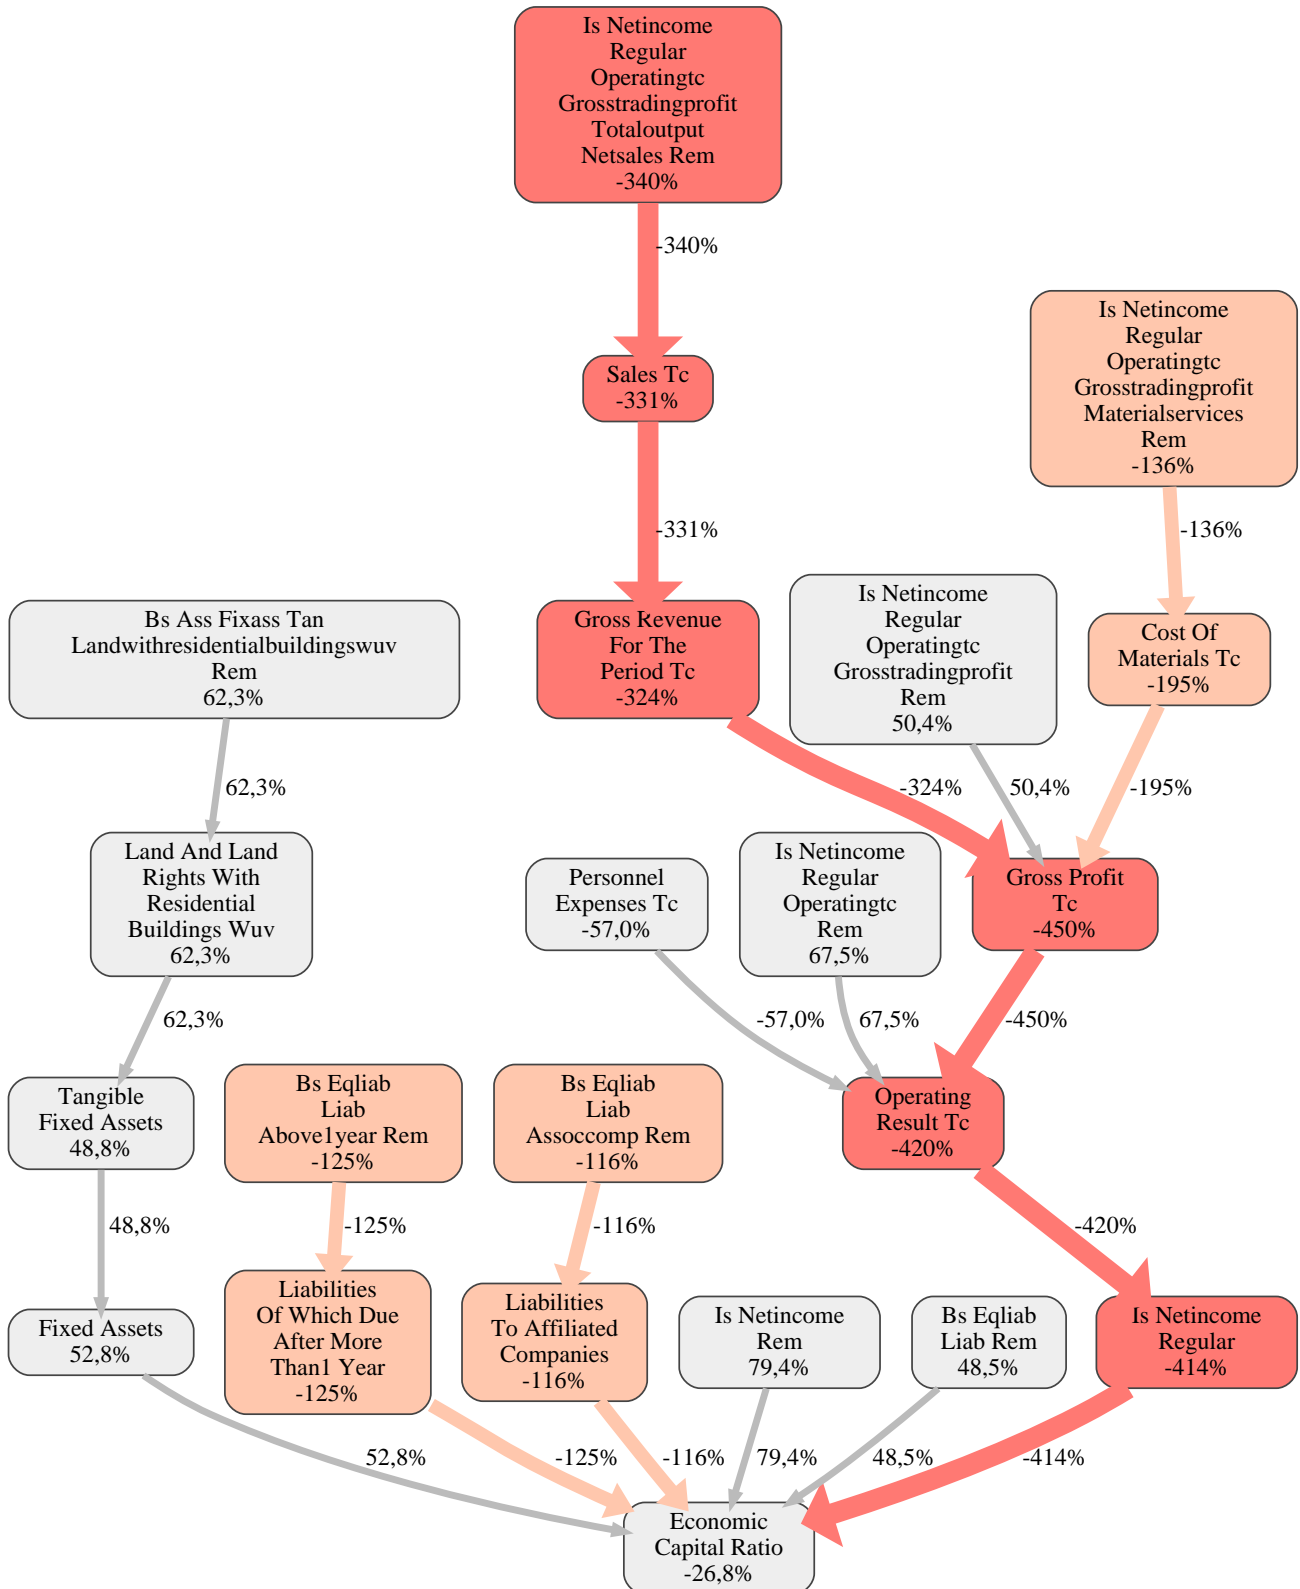 Is Netincome
Regular
Operatingtc
Grosstradingprofit
Totaloutput
Netsales Rem
-340%
-340%
Sales Tc
-331%
-331%
Is Netincome
Regular
Operatingtc
Grosstradingprofit
Materialservices
Rem
-136%
-136%
Bs Ass Fixass Tan
Landwithresidentialbuildingswuv
Rem
62,3%
62,3%
Gross Revenue
For The
Period Tc
-324%
-324%
Is Netincome
Regular
Operatingtc
Grosstradingprofit
Rem
50,4%
50,4%
Cost Of
Materials Tc
-195%
-195%
Land And Land
Rights With
Residential
Buildings Wuv
62,3%
62,3%
Personnel
Expenses Tc
-57,0%
-57,0%
Is Netincome
Regular
Operatingtc
Rem
67,5%
67,5%
Gross Profit
Tc
-450%
-450%
Tangible
Fixed Assets
48,8%
48,8%
Bs Eqliab
Liab
Above1year Rem
-125%
-125%
Bs Eqliab
Liab
Assoccomp Rem
-116%
-116%
Operating
Result Tc
-420%
-420%
Fixed Assets
52,8%
52,8%
Liabilities
Of Which Due
After More
Than1 Year
-125%
-125%
Liabilities
To Affiliated
Companies
-116%
-116%
Is Netincome
Rem
79,4%
79,4%
Bs Eqliab
Liab Rem
48,5%
48,5%
Is Netincome
Regular
-414%
-414%
Economic
Capital Ratio
-26,8%